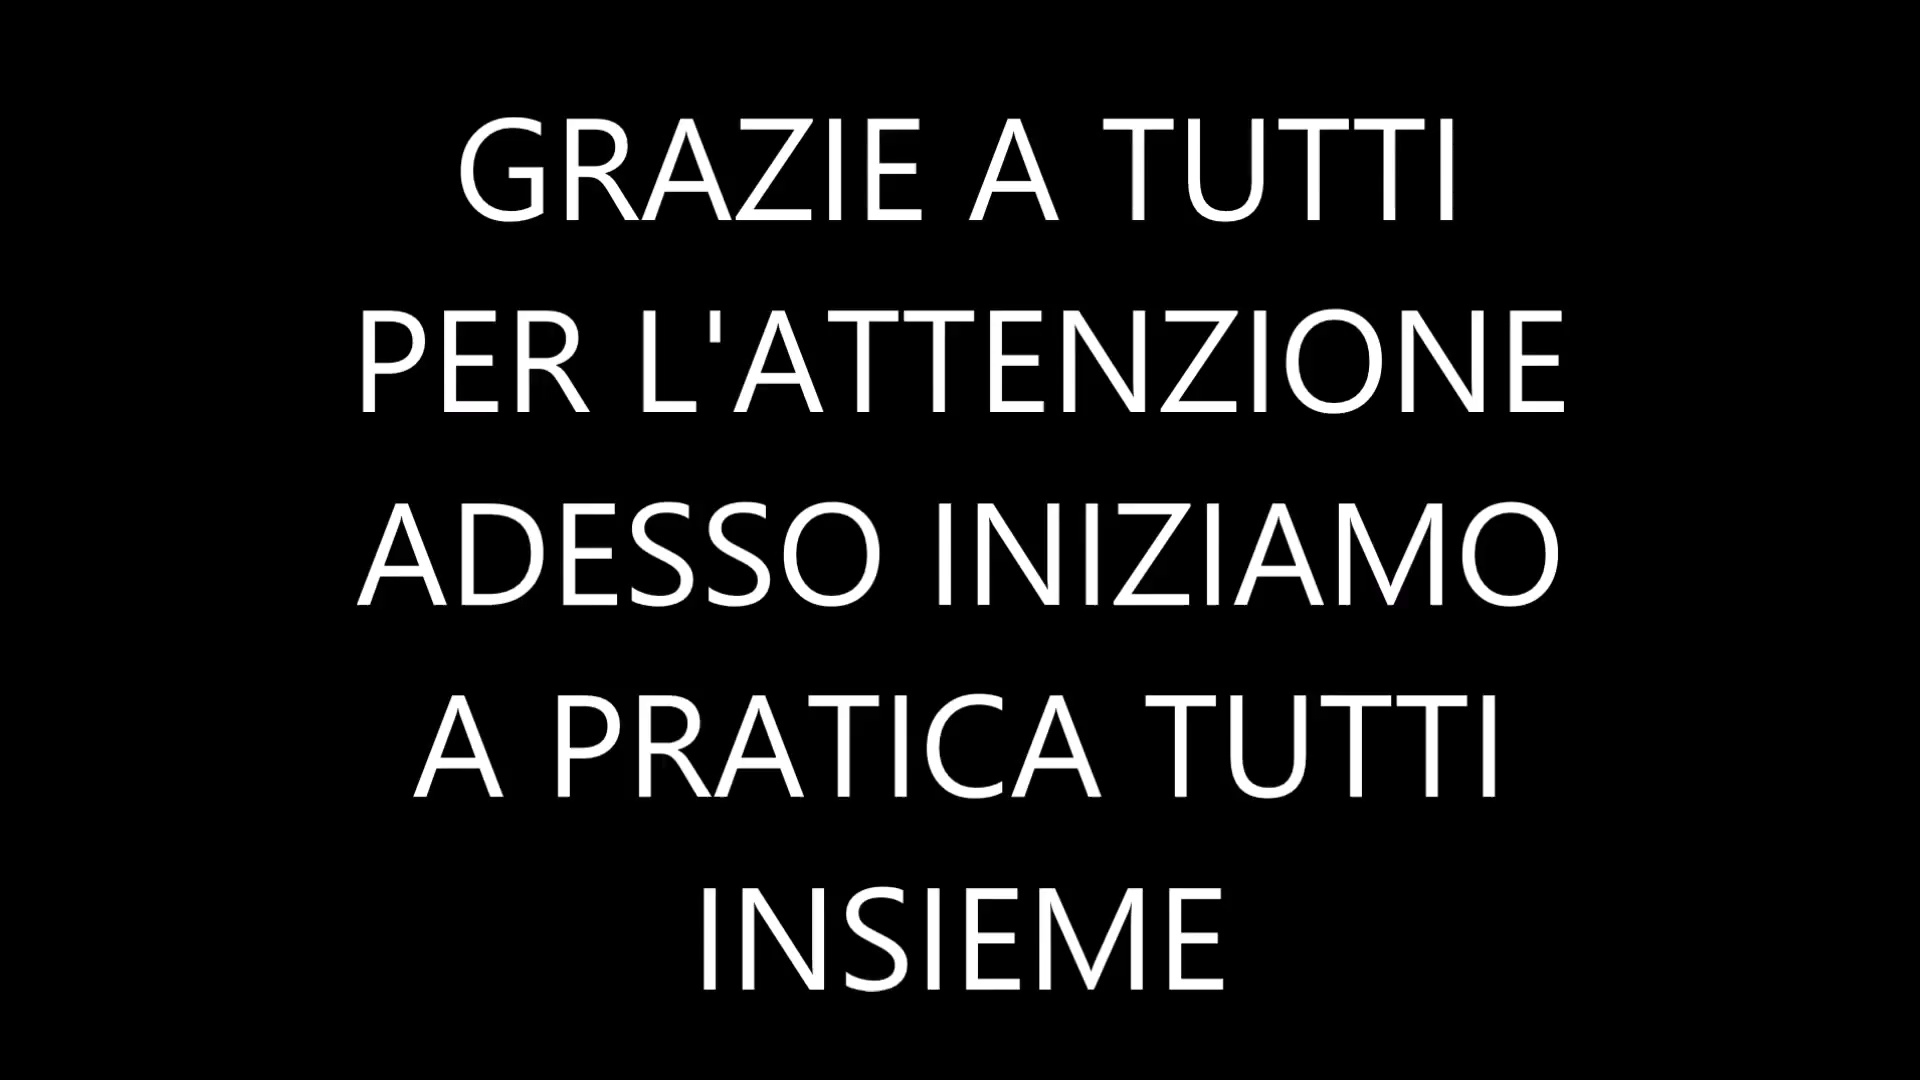 GRAZIE A TUTTI
PER L'ATTENZIONE
ADESSO INIZIAMO
A PRATICA TUTTI
INSIEME